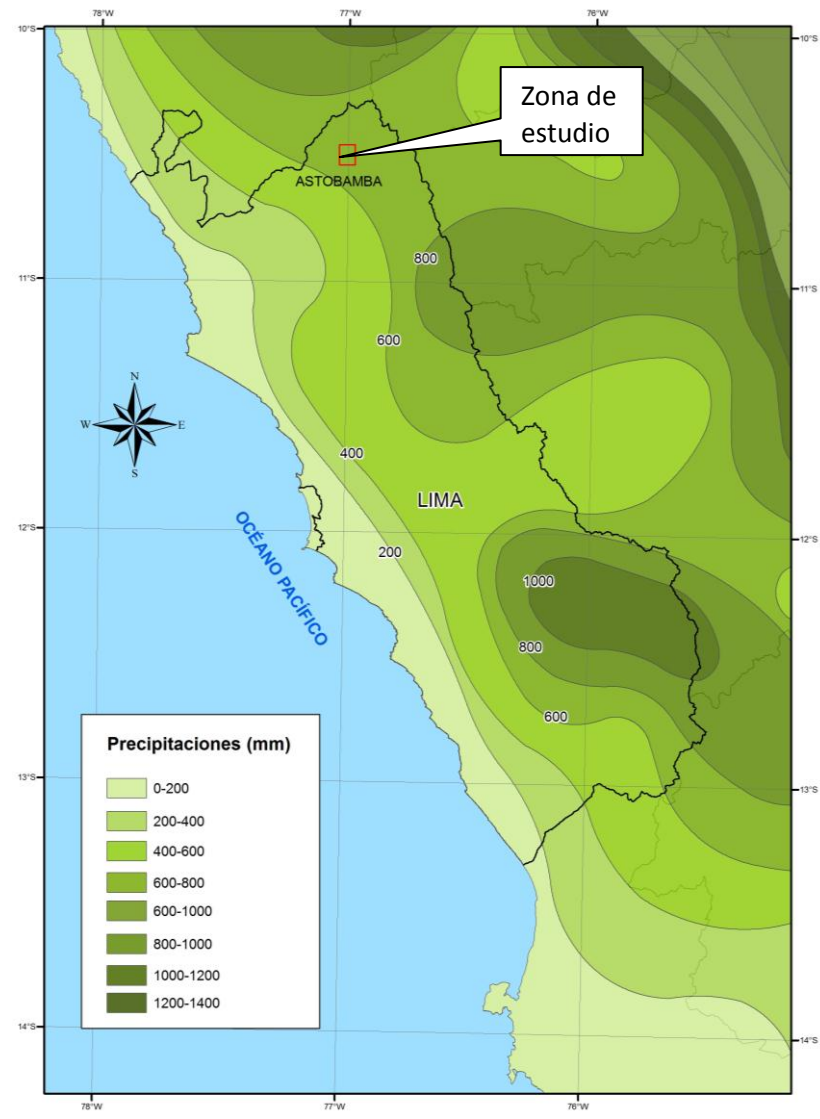 78°W 77°W 76°W
10°S 10°S
Zona de
estudio
ASTOBAMBA
800
11°S 11°S
600
N
W E
S
400
LIMA
12°S 12°S
200
OCÉANO PACÍFICO
1000
800
600
Precipitaciones (mm)
0-200
200-400
400-600
600-800
600-1000
800-1000
1000-1200
1200-1400
13°S 13°S
14°S 14°S
78°W 77°W 76°W